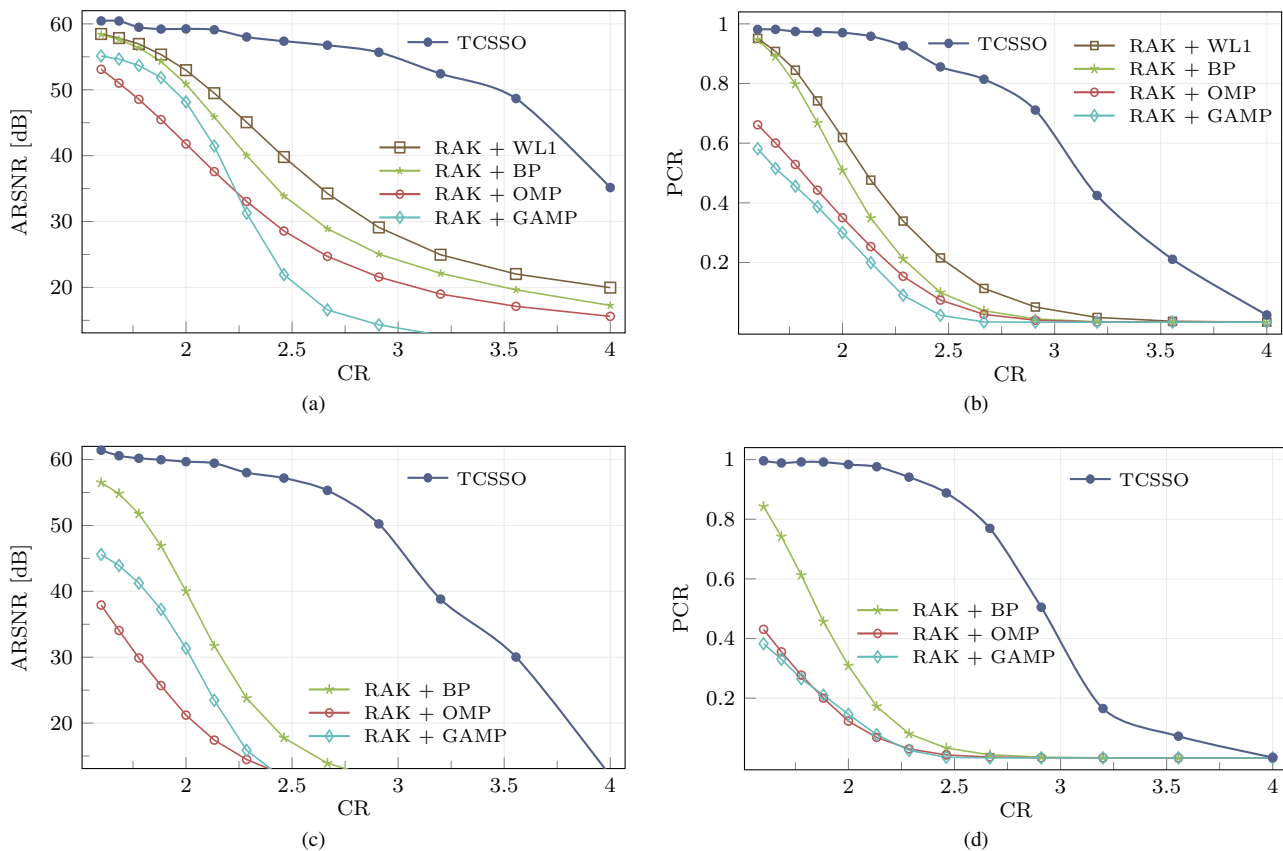 60
50
40
30
20
ARSNR [dB]
TCSSO
RAK + WL1
RAK + BP
RAK + OMP
RAK + GAMP
2
2.5
3
3.5
4
CR
(a)
1
0.8
0.6
0.4
0.2
PCR
TCSSO
RAK + WL1
RAK + BP
RAK + OMP
RAK + GAMP
2
2.5
3
3.5
4
CR
(b)
60
50
40
30
20
ARSNR [dB]
TCSSO
RAK + BP
RAK + OMP
RAK + GAMP
2
2.5
3
3.5
4
CR
(c)
1
0.8
0.6
0.4
0.2
PCR
TCSSO
RAK + BP
RAK + OMP
RAK + GAMP
2
2.5
3
3.5
4
CR
(d)